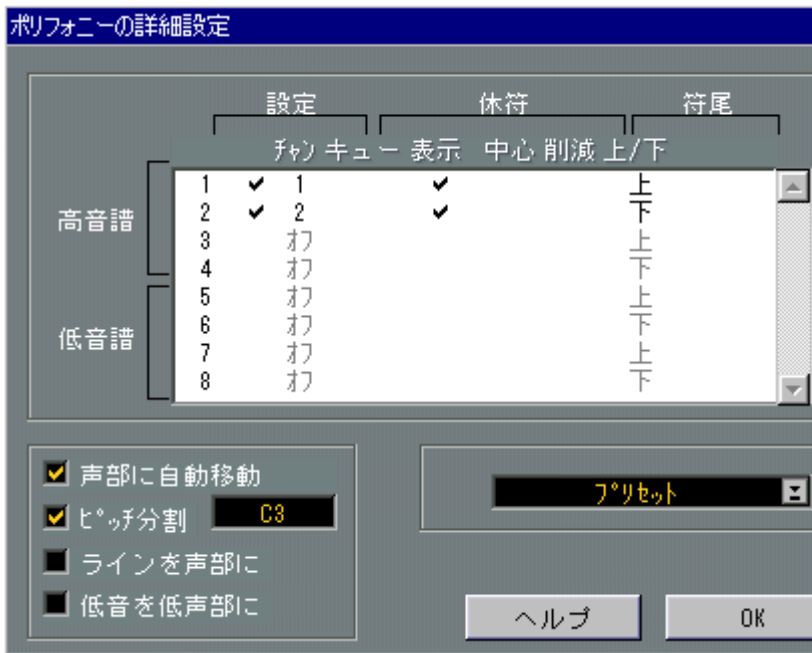 ポリフォニーの詳細設定
設定 休符 符尾
ﾁｬﾝ キュー 表示 中心 削減 上/下
高音譜
1 ✔ 1 ✔ 上
2 ✔ 2 ✔ 下
3 ｵﾌ 上
4 ｵﾌ 下
低音譜
5 ｵﾌ 上
6 ｵﾌ 下
7 ｵﾌ 上
8 ｵﾌ 下
声部に自動移動
ﾋﾟｯﾁ分割 C3
ラインを声部に
低音を低声部に
ﾌﾟﾘｾｯﾄ
ヘルプ OK